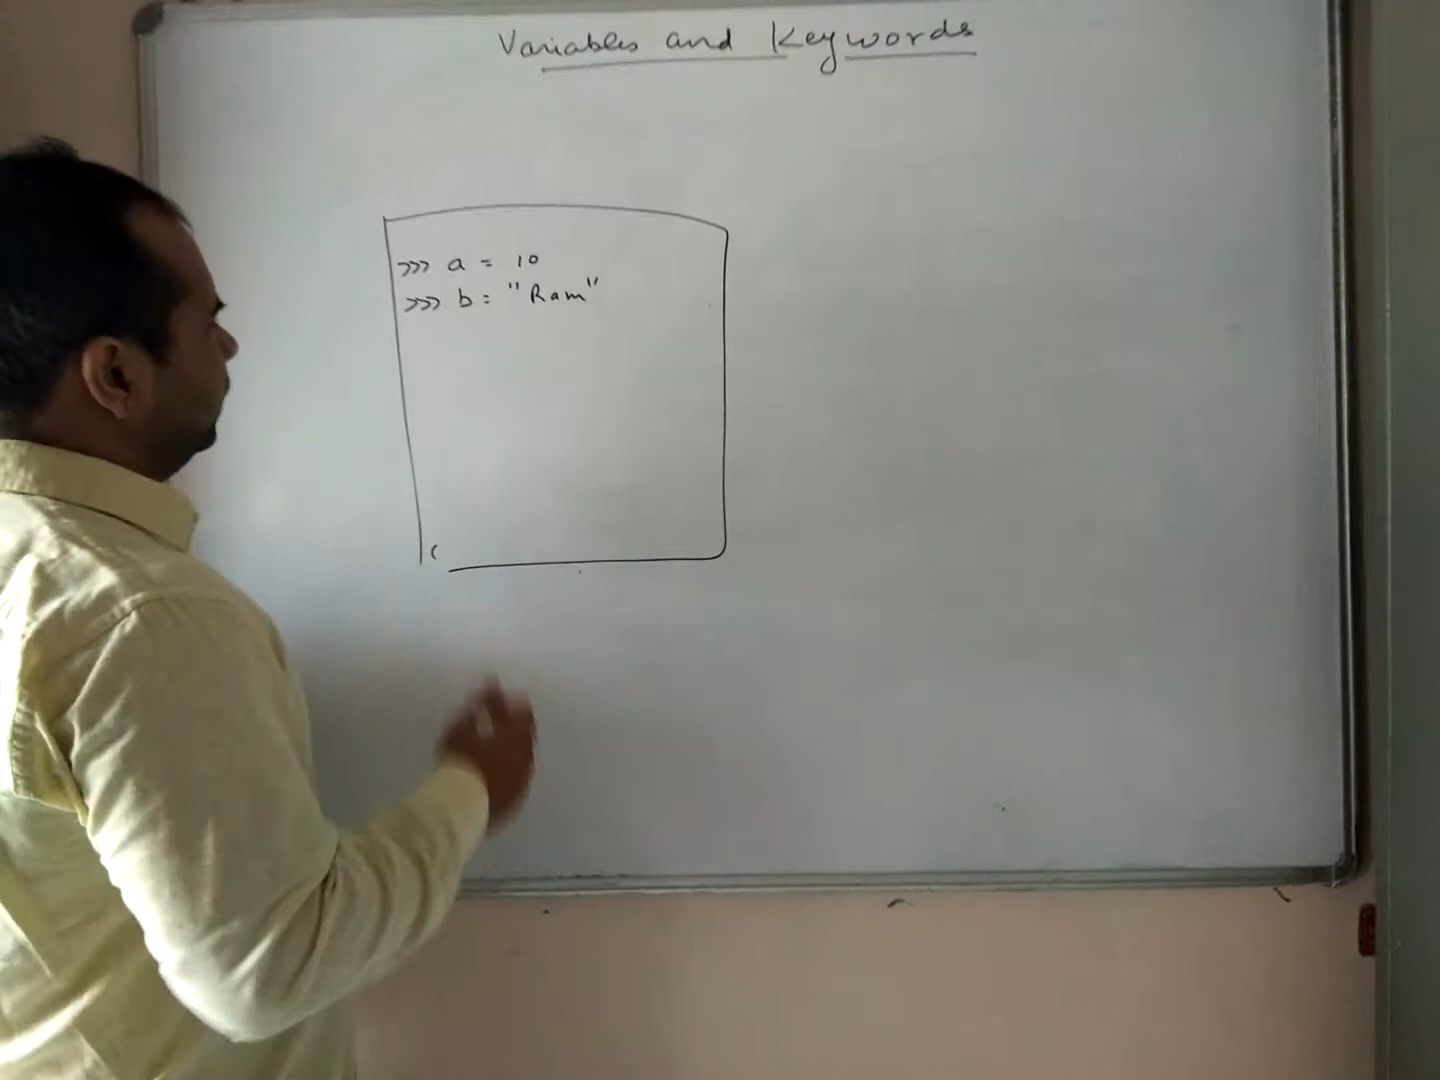 Variables and Keywords
>>> a = 10
>>> b = "Ram"